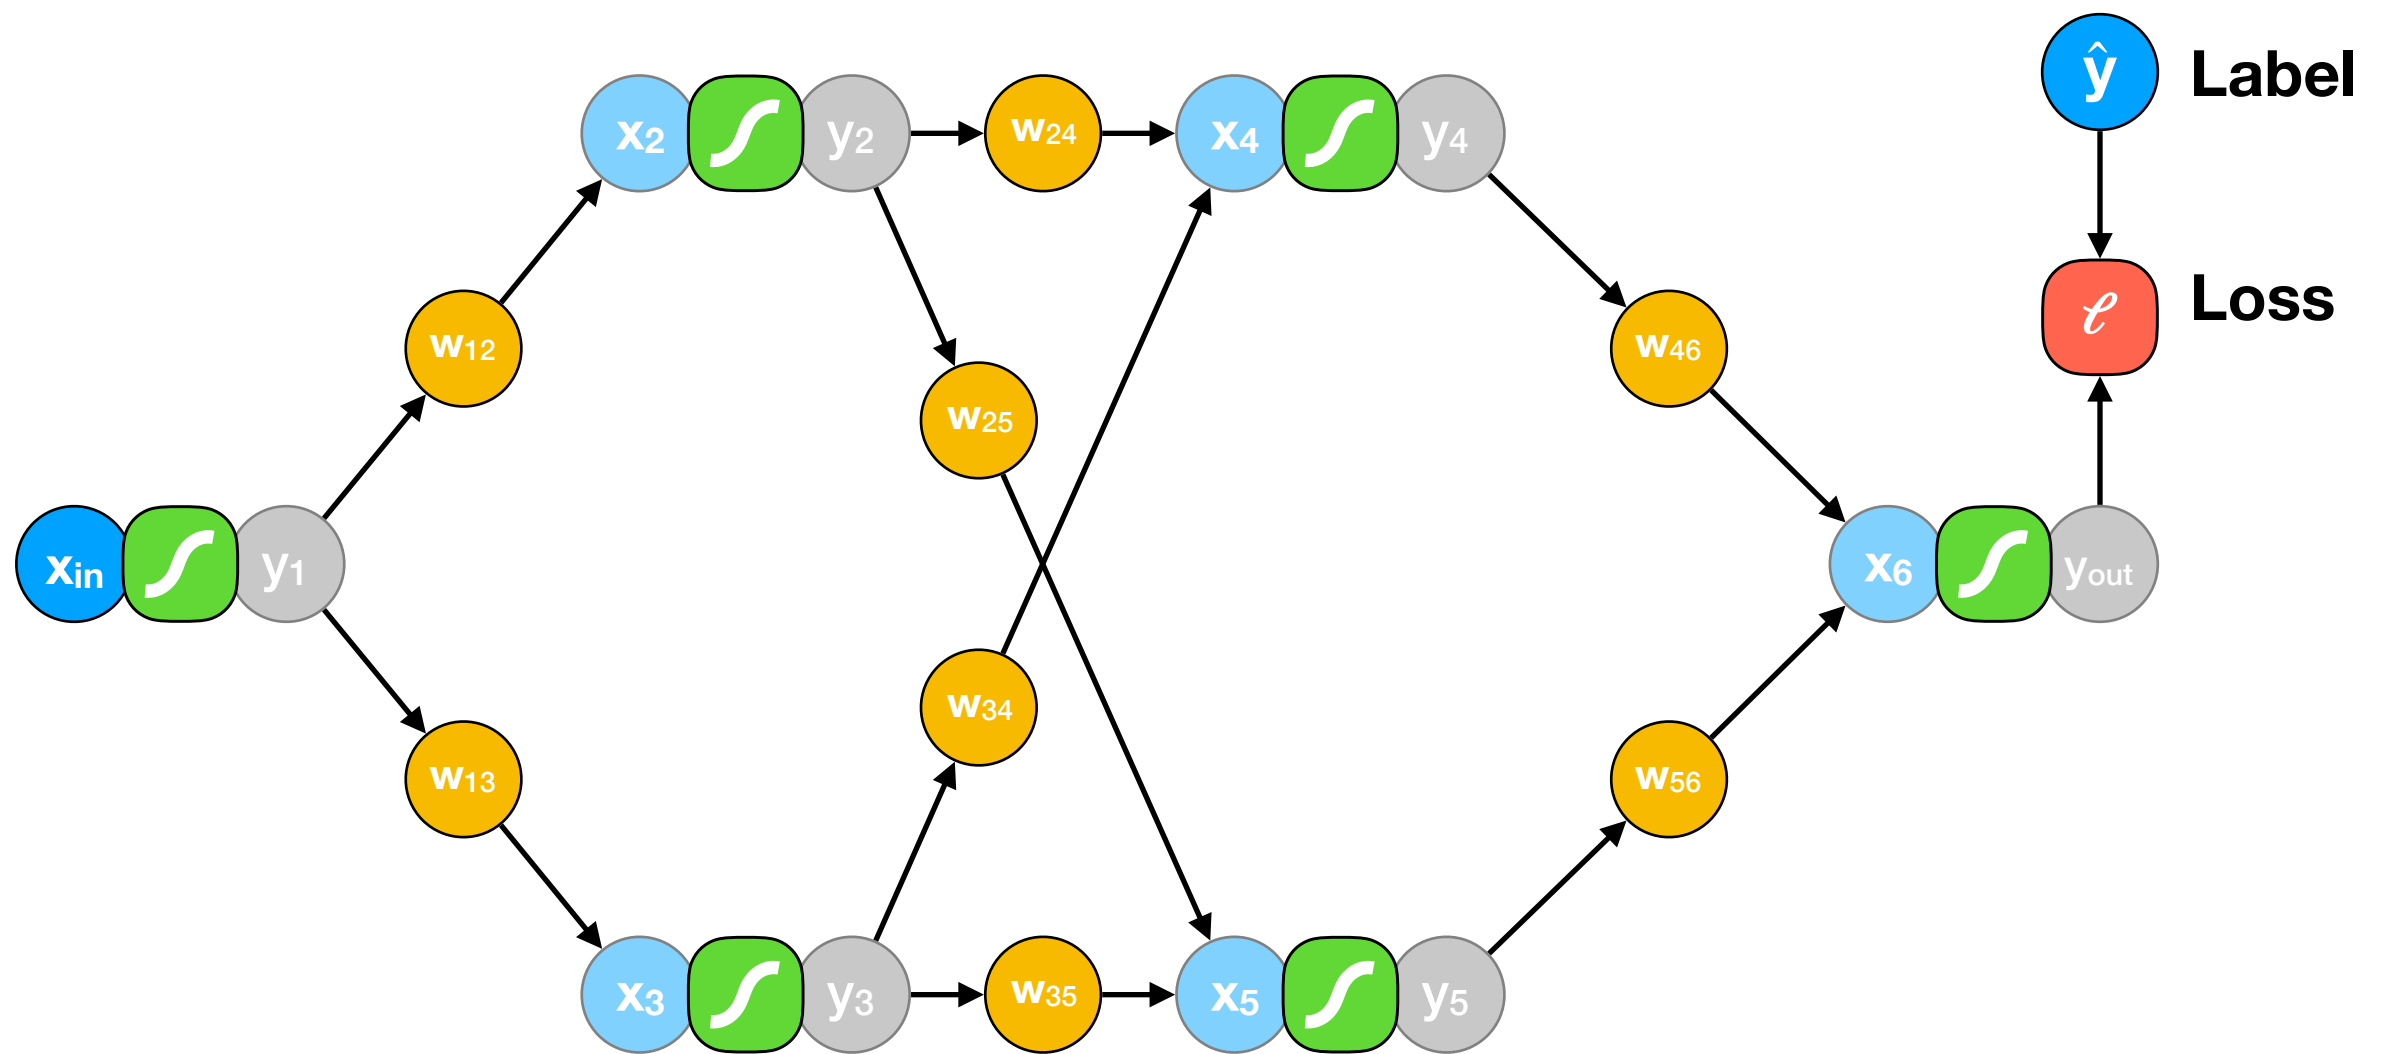 ŷ Label
x2 y2 w24 x4 y4
ℓ Loss
w12 w46
w25
xin y1 x6 yout
w34
w13 w56
x3 y3 w35 x5 y5